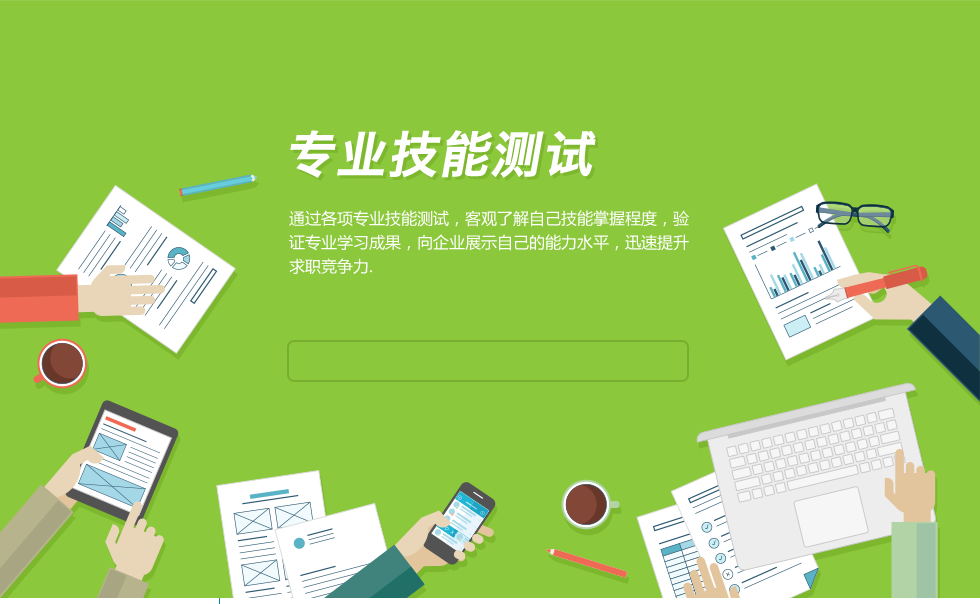 专业技能测试
通过各项专业技能测试，客观了解自己技能掌握程度，验
证专业学习成果，向企业展示自己的能力水平，迅速提升
求职竞争力.